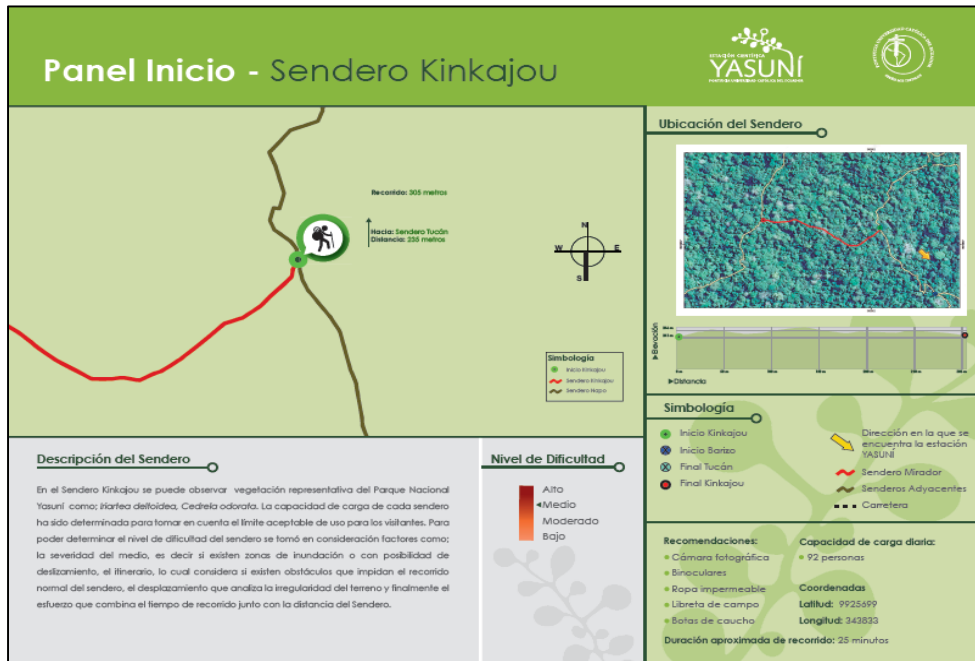 Panel Inicio - Sendero Kinkajou
ESTACIÓN CIENTÍFICA
YASUNÍ
PONTIFICIA UNIVERSIDAD CATÓLICA DEL ECUADOR
Recorrido: 305 metros
Hacia: Sendero Tucán
Distancia: 235 metros
N
W E
S
Simbología
Inicio Kinkajou
Sendero Kinkajou
Sendero Hapa
Ubicación del Sendero
Elevación
Distancia
Simbología
Inicio Kinkajou
Inicio Barizo
Final Tucán
Final Kinkajou
Dirección en la que se
encuentra la estación
YASUNÍ
Sendero Mirador
Senderos Adyacentes
Carretera
Descripción del Sendero
En el Sendero Kinkajou se puede observar vegetación representativa del Parque Nacional
Yasuní como; Iriartea deltoidea, Cedrela odorata. La capacidad de carga de cada sendero
ha sido determinada para tomar en cuenta el límite aceptable de uso para los visitantes. Para
poder determinar el nivel de dificultad del sendero se tomó en consideración factores como;
la severidad del medio, es decir si existen zonas de inundación o con posibilidad de
deslizamiento, el itinerario, lo cual considera si existen obstáculos que impidan el recorrido
normal del sendero, el desplazamiento que analiza la irregularidad del terreno y finalmente el
esfuerzo que combina el tiempo de recorrido junto con la distancia del Sendero.
Nivel de Dificultad
Alto
Medio
Moderado
Bajo
Recomendaciones:
Cámara fotográfica
Binoculares
Ropa impermeable
Libreta de campo
Botas de caucho
Capacidad de carga diaria:
92 personas
Coordenadas
Latitud: 9925699
Longitud: 343833
Duración aproximada de recorrido: 25 minutos